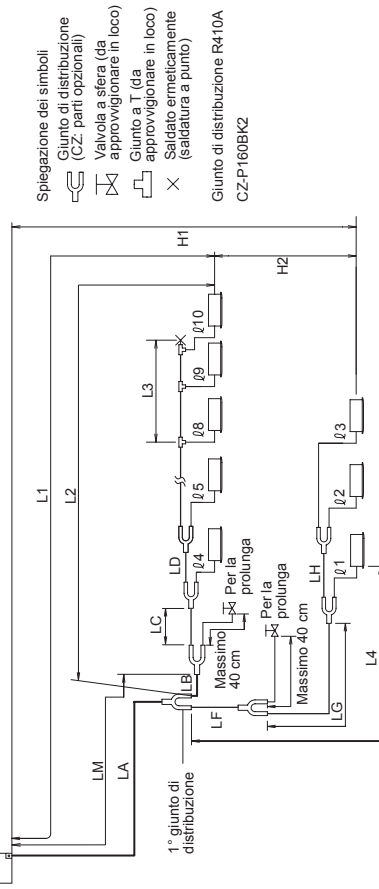 Spiegazione dei simboli
Giunto di distribuzione
(CZ: parti opzionali)
Valvola a sfera (da
approvvigionare in loco)
Giunto a T (da
approvvigionare in loco)
Saldato ermeticamente
(saldatura a punto)
Giunto di distribuzione R410A
CZ-P160BK2
H1
L1
L2
H2
L3
ℓ10
ℓ9
ℓ8
ℓ5
ℓ4
LD
LC
LB
LM
LA
Per la
prolunga
Massimo
40 cm
1° giunto di
distribuzione
LF
Per la
prolunga
Massimo 40 cm
LG
LH
ℓ3
ℓ2
ℓ1
L4